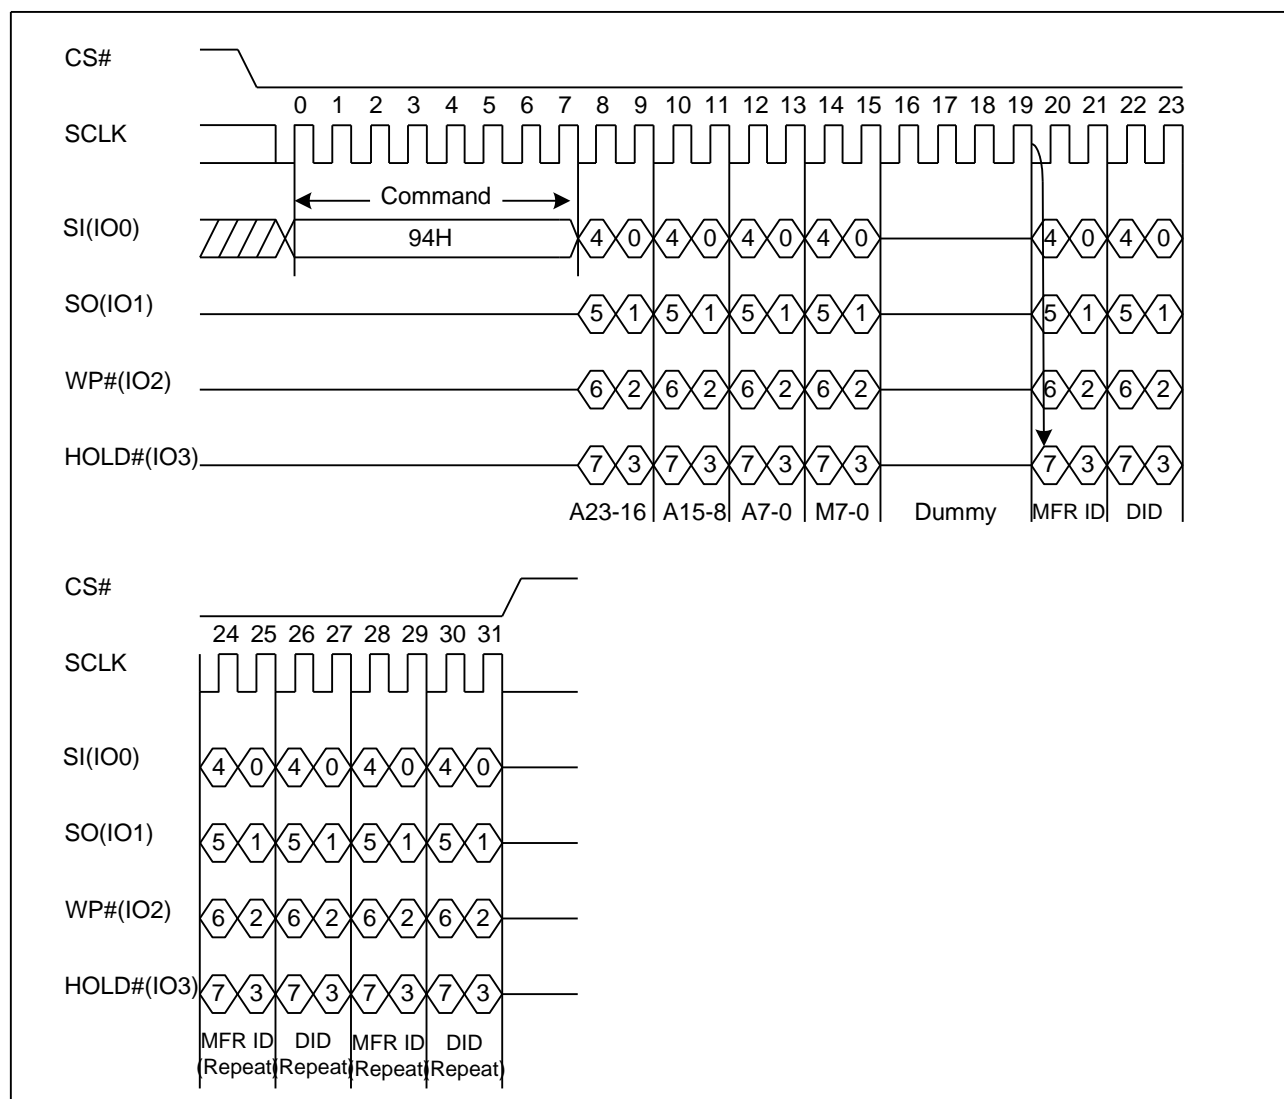 CS#
0 1 2 3 4 5 6 7 8 9 10 11 12 13 14 15 16 17 18 19 20 21 22 23
SCLK
Command
SI(IO0) 94H 4 0 4 0 4 0 4 0 4 0 4 0
SO(IO1) 5 1 5 1 5 1 5 1 5 1 5 1
WP#(IO2) 6 2 6 2 6 2 6 2 6 2 6 2
HOLD#(IO3) 7 3 7 3 7 3 7 3 7 3 7 3
A23-16 A15-8 A7-0 M7-0 Dummy MFR ID DID
CS#
24 25 26 27 28 29 30 31
SCLK
SI(IO0) 4 0 4 0 4 0 4 0
SO(IO1) 5 1 5 1 5 1 5 1
WP#(IO2) 6 2 6 2 6 2 6 2
HOLD#(IO3) 7 3 7 3 7 3 7 3
MFR ID DID MFR ID DID
(Repeat) (Repeat) (Repeat) (Repeat)